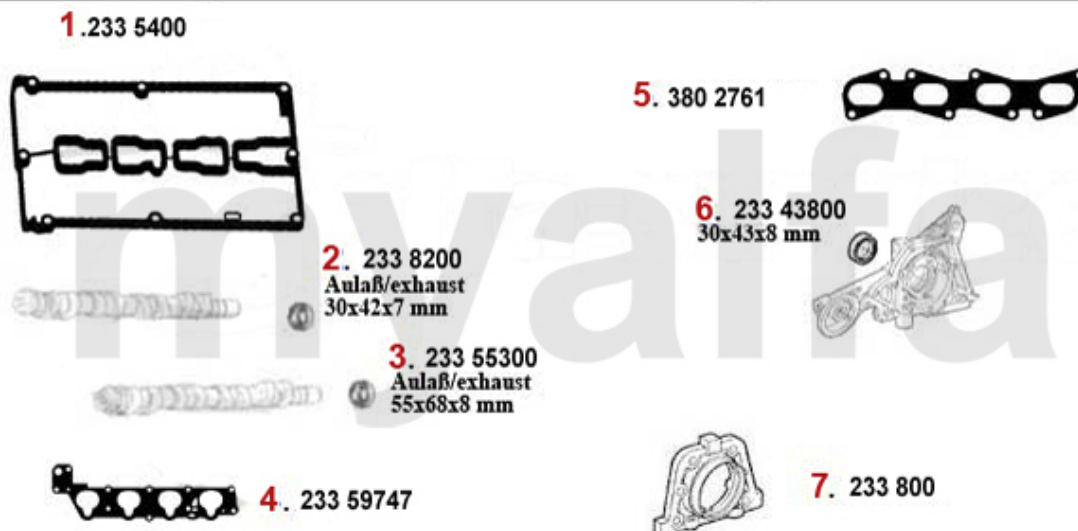 1.233 5400
5. 380 2761
6. 233 43800
30x43x8 mm
2. 233 8200
Aulaß/exhaust
30x42x7 mm
3. 233 55300
Aulaß/exhaust
55x68x8 mm
4. 233 59747
7. 233 800
myalfa